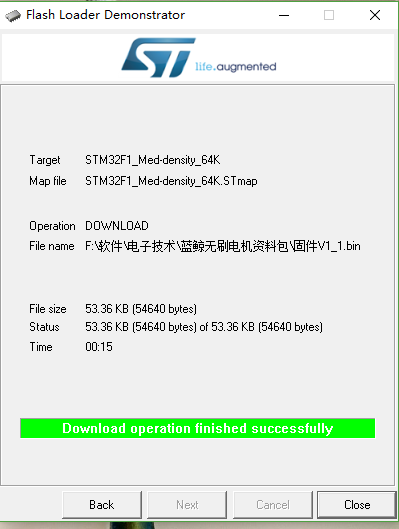 Flash Loader Demonstrator
ST
life.augmented
Target STM32F1_Med-density_64K
Map file STM32F1_Med-density_64K.STmap
Operation DOWNLOAD
File name F:\软件\电子技术\蓝鲸无刷电机资料包\固件V1_1.bin
File size 53.36 KB (54640 bytes)
Status 53.36 KB (54640 bytes) of 53.36 KB (54640 bytes)
Time 00:15
Download operation finished successfully
Back Next Cancel Close